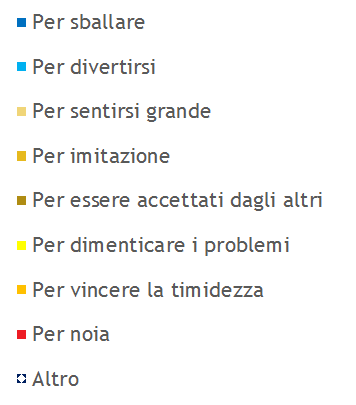 Per sballare
Per divertirsi
Per sentirsi grande
Per imitazione
Per essere accettati dagli altri
Per dimenticare i problemi
Per vincere la timidezza
Per noia
Altro